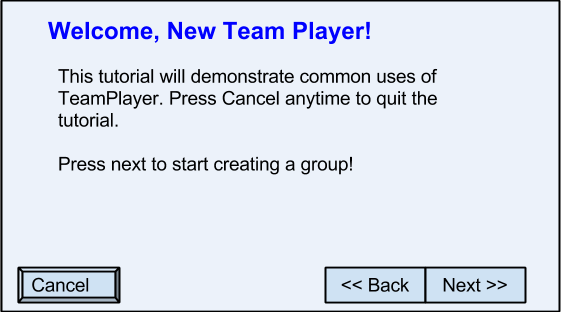 Welcome, New Team Player!
This tutorial will demonstrate common uses of
TeamPlayer. Press Cancel anytime to quit the
tutorial.
Press next to start creating a group!
Cancel
<< Back
Next >>